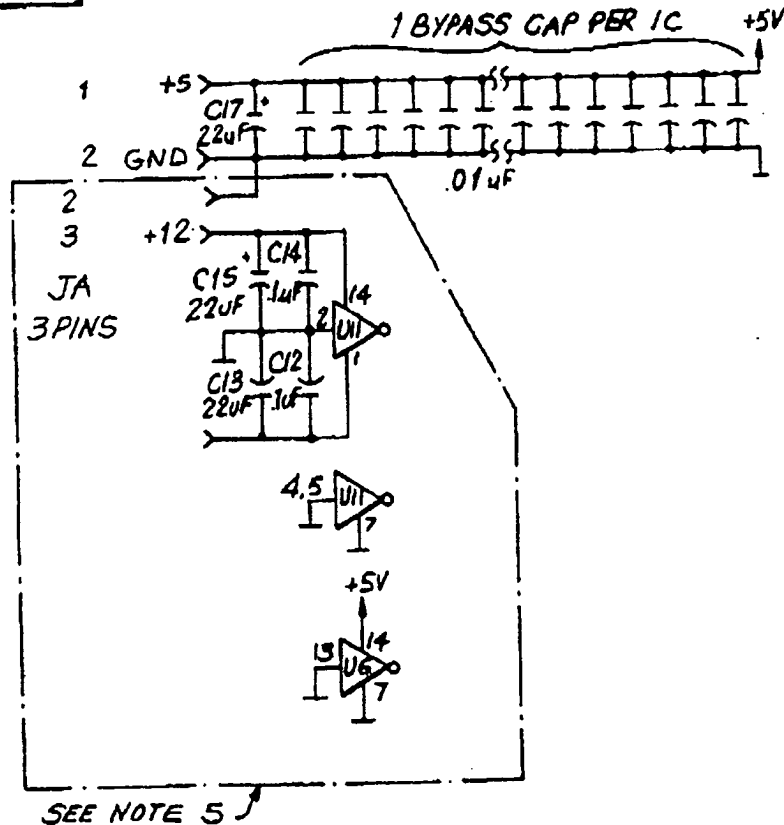 1 BYPASS CAP PER IC
+5V
1 +5
C17
+
22uF
2 GND
.01uF
2
3 +12
JA
3 PINS
+
C15
22uF
C14
.1uF
14
2 U11
1
C13
22uF
C12
.1uF
4,5 U11
7
+5V
14
13 U6
7
SEE NOTE 5